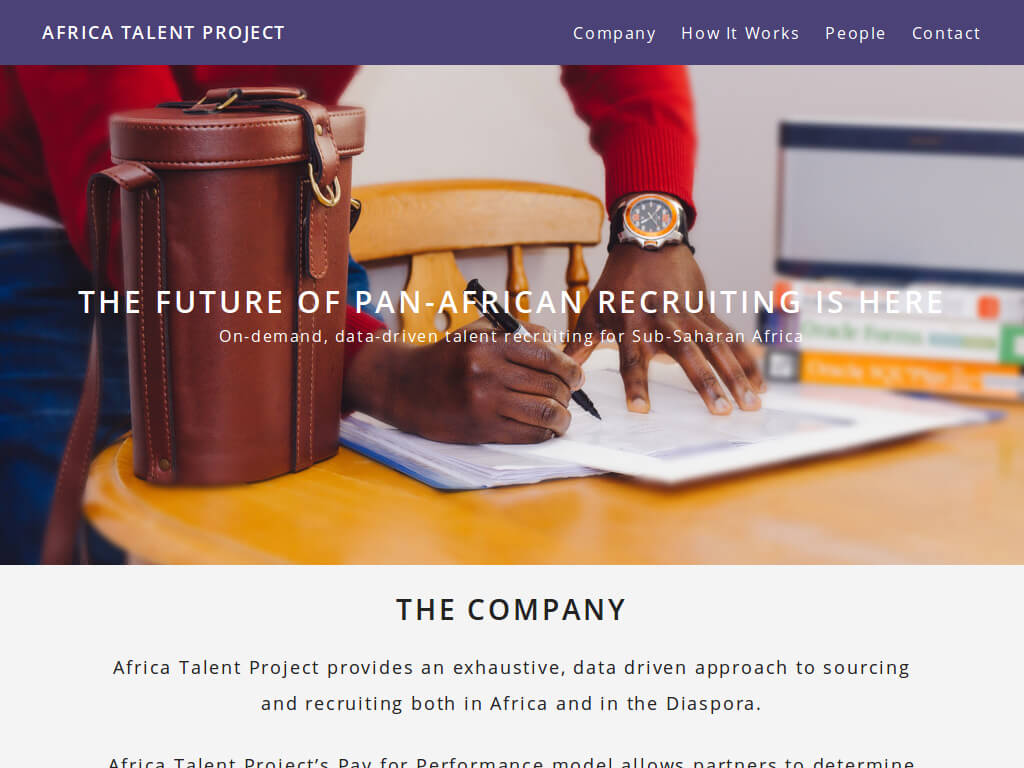 AFRICA TALENT PROJECT
Company
How It Works
People
Contact
THE FUTURE OF PAN-AFRICAN RECRUITING IS HERE
On-demand, data-driven talent recruiting for Sub-Saharan Africa
Oracle Forms
THE COMPANY
Africa Talent Project provides an exhaustive, data driven approach to sourcing
and recruiting both in Africa and in the Diaspora.
Africa Talent Project’s Pay for Performance model allows partners to determine